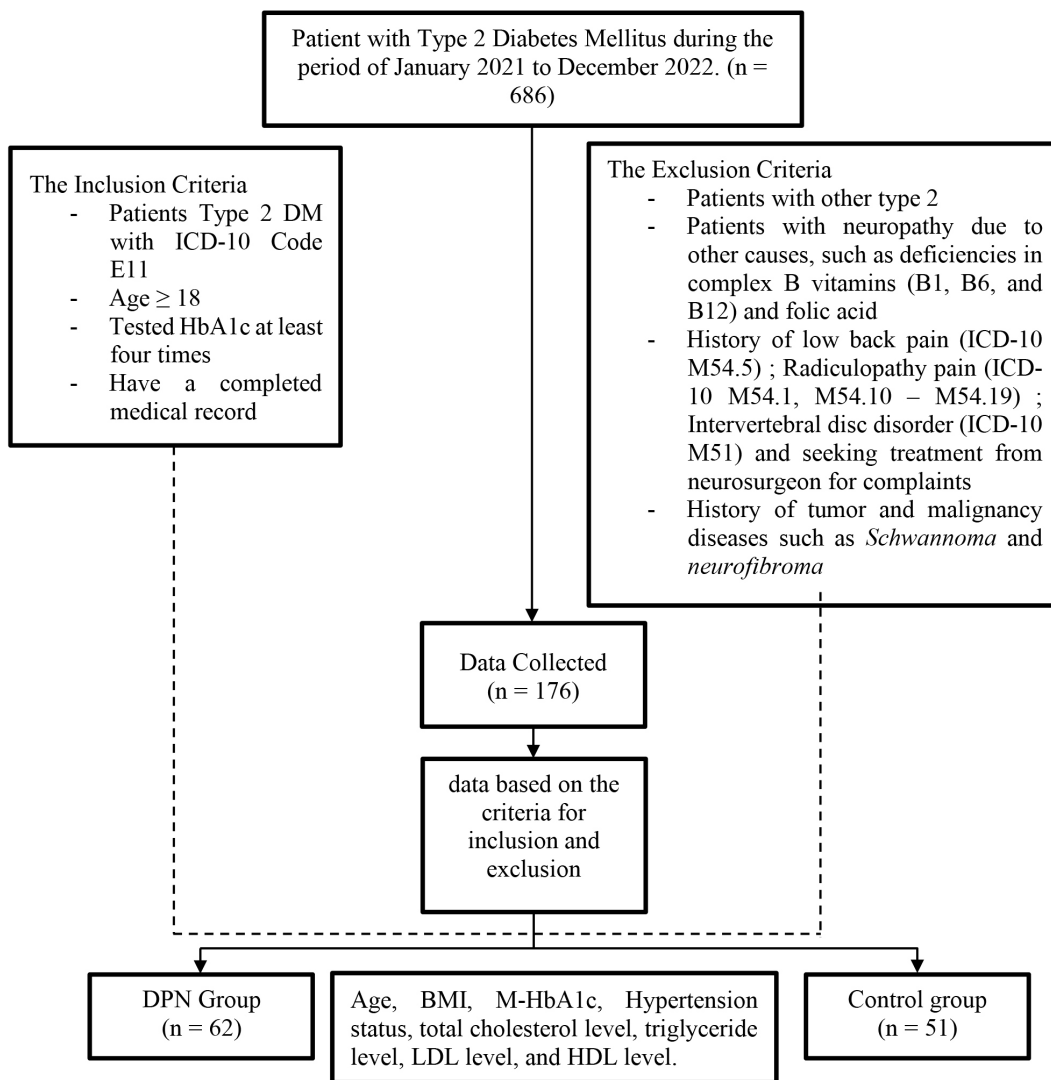 Patient with Type 2 Diabetes Mellitus during the
period of January 2021 to December 2022. (n =
686)
The Inclusion Criteria
- Patients Type 2 DM
with ICD-10 Code
E11
- Age ≥ 18
- Tested HbA1c at least
four times
- Have a completed
medical record
The Exclusion Criteria
- Patients with other type 2
- Patients with neuropathy due to
other causes, such as deficiencies in
complex B vitamins (B1, B6, and
B12) and folic acid
- History of low back pain (ICD-10
M54.5) ; Radiculopathy pain (ICD-
10 M54.1, M54.10 – M54.19) ;
Intervertebral disc disorder (ICD-10
M51) and seeking treatment from
neurosurgeon for complaints
- History of tumor and malignancy
diseases such as Schwannoma and
neurofibroma
Data Collected
(n = 176)
data based on the
criteria for
inclusion and
exclusion
DPN Group
(n = 62)
Age, BMI, M-HbA1c, Hypertension
status, total cholesterol level, triglyceride
level, LDL level, and HDL level.
Control group
(n = 51)